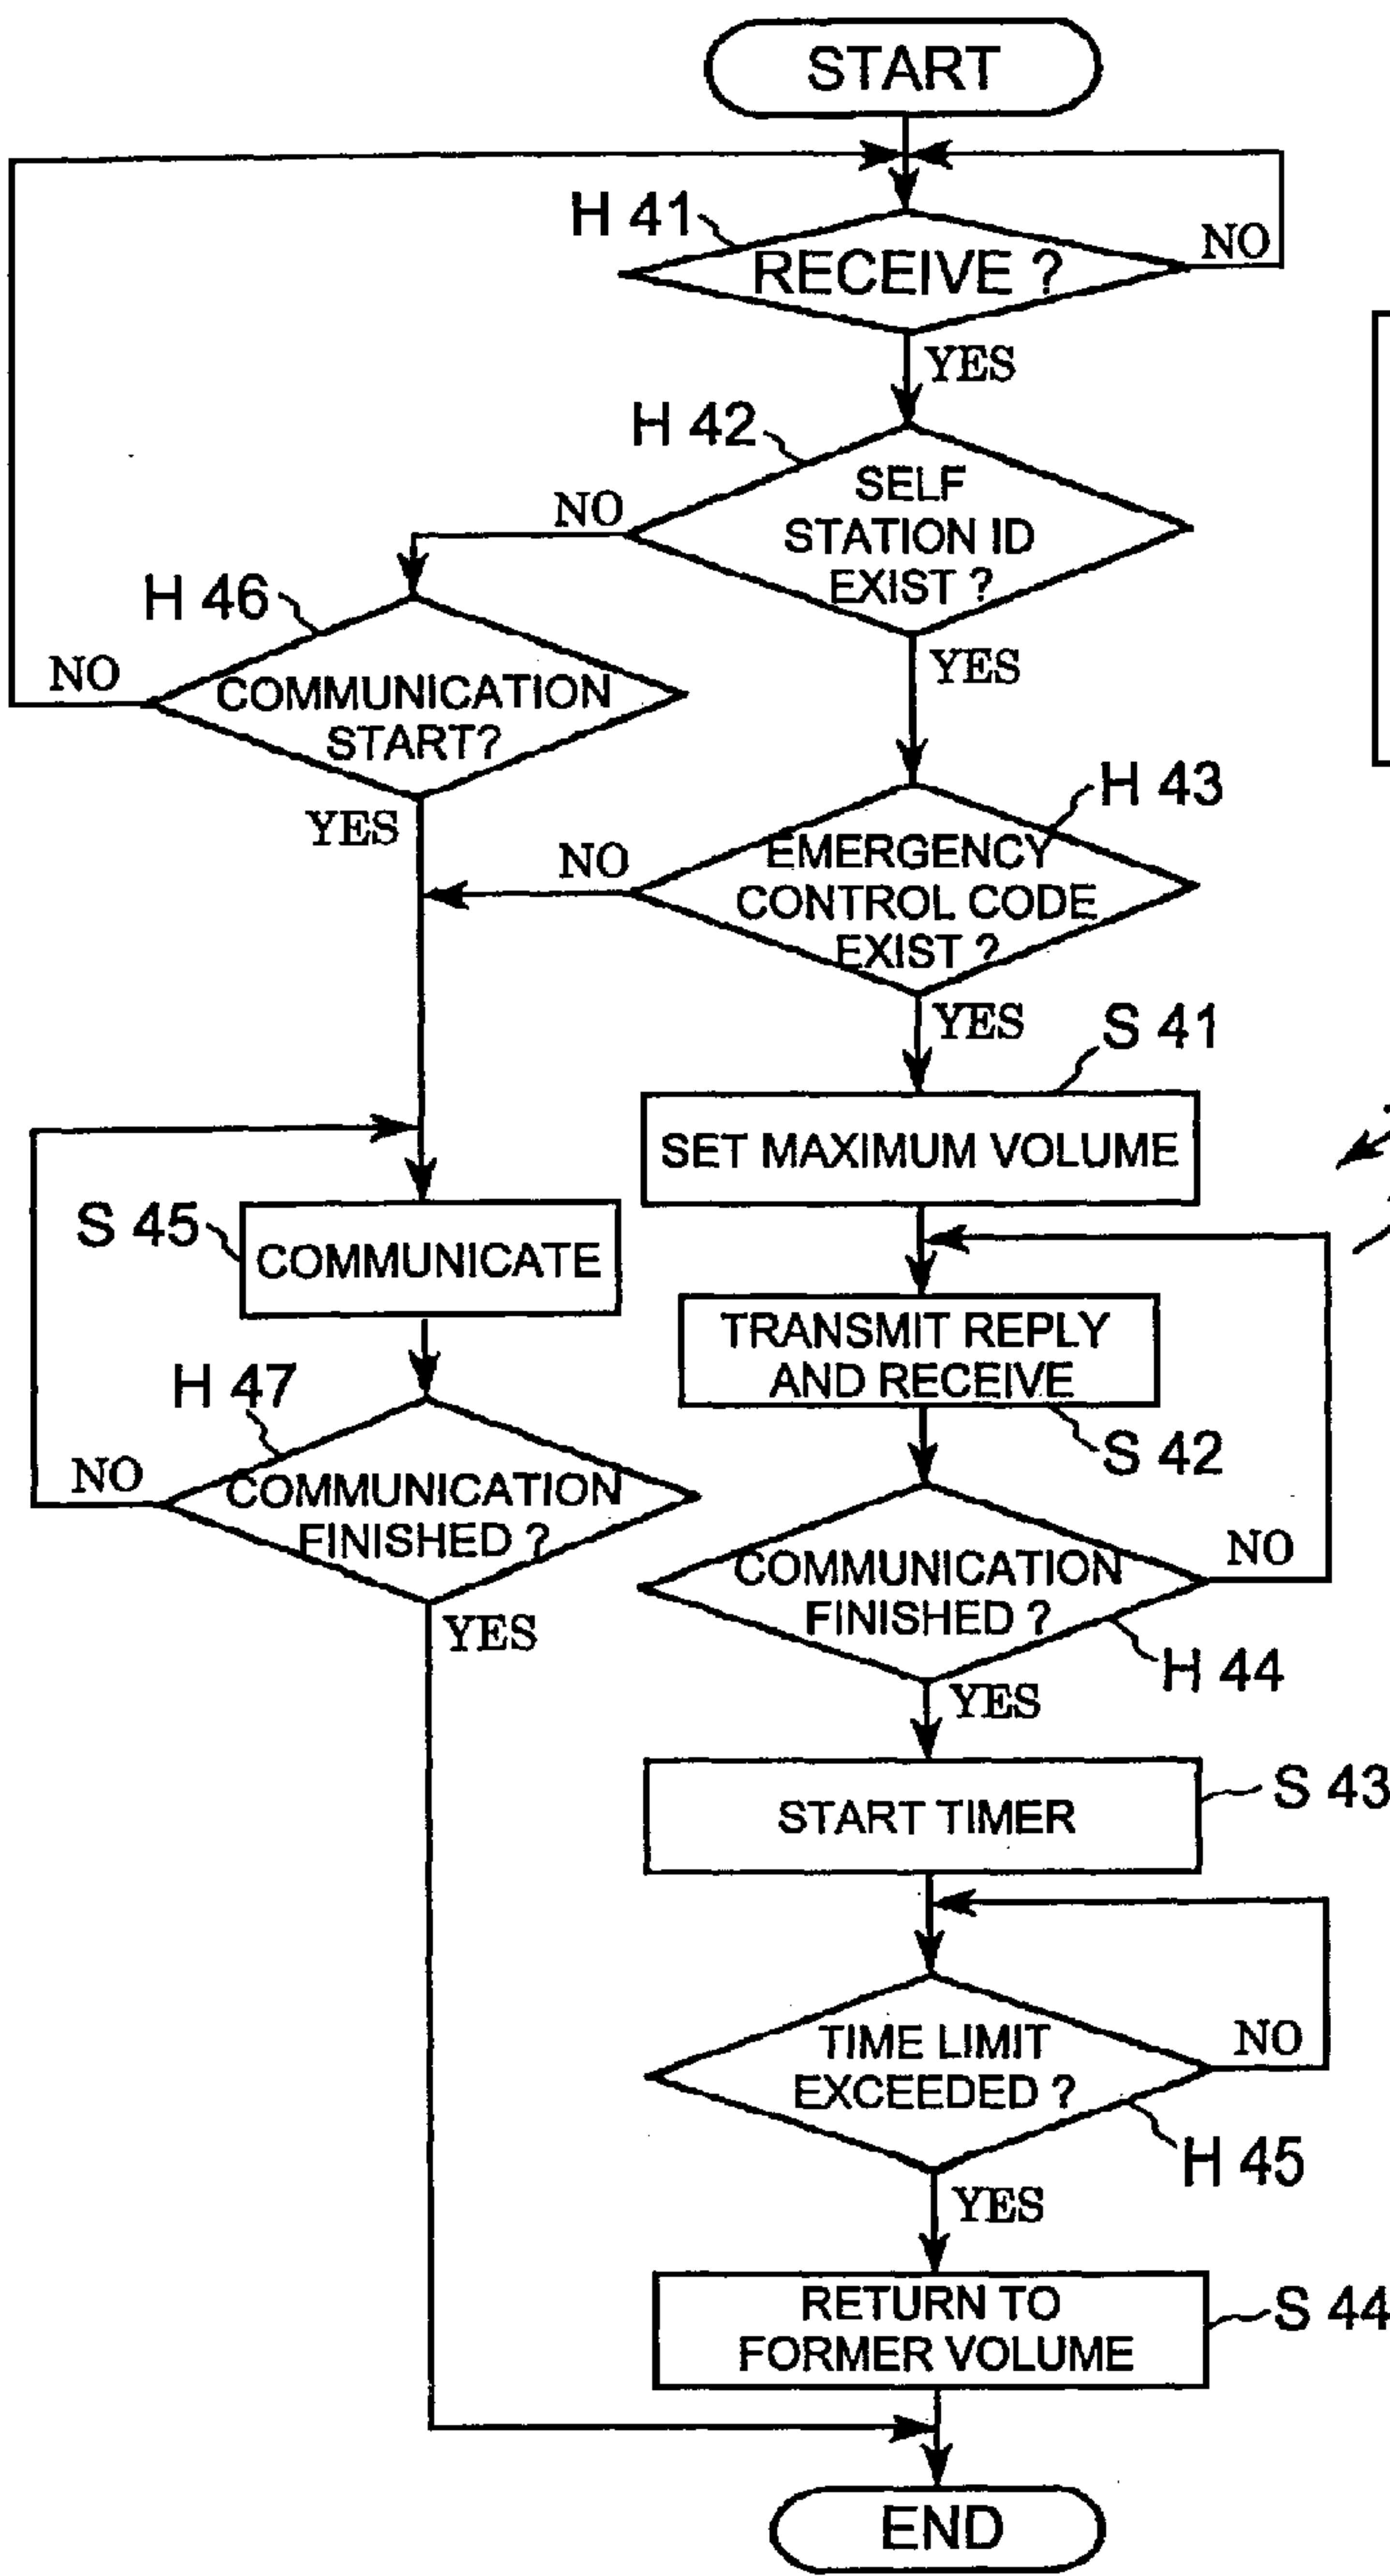 START
H 41
RECEIVE ?
NO
YES
H 42
SELF
STATION ID
EXIST ?
NO
YES
H 46
COMMUNICATION
START?
NO
YES
H 43
EMERGENCY
CONTROL CODE
EXIST ?
NO
YES
S 41
SET MAXIMUM VOLUME
S 45
COMMUNICATE
TRANSMIT REPLY
AND RECEIVE
S 42
H 47
COMMUNICATION
FINISHED ?
NO
YES
COMMUNICATION
FINISHED ?
NO
H 44
YES
START TIMER
S 43
TIME LIMIT
EXCEEDED ?
NO
H 45
YES
RETURN TO
FORMER VOLUME
S 44
END